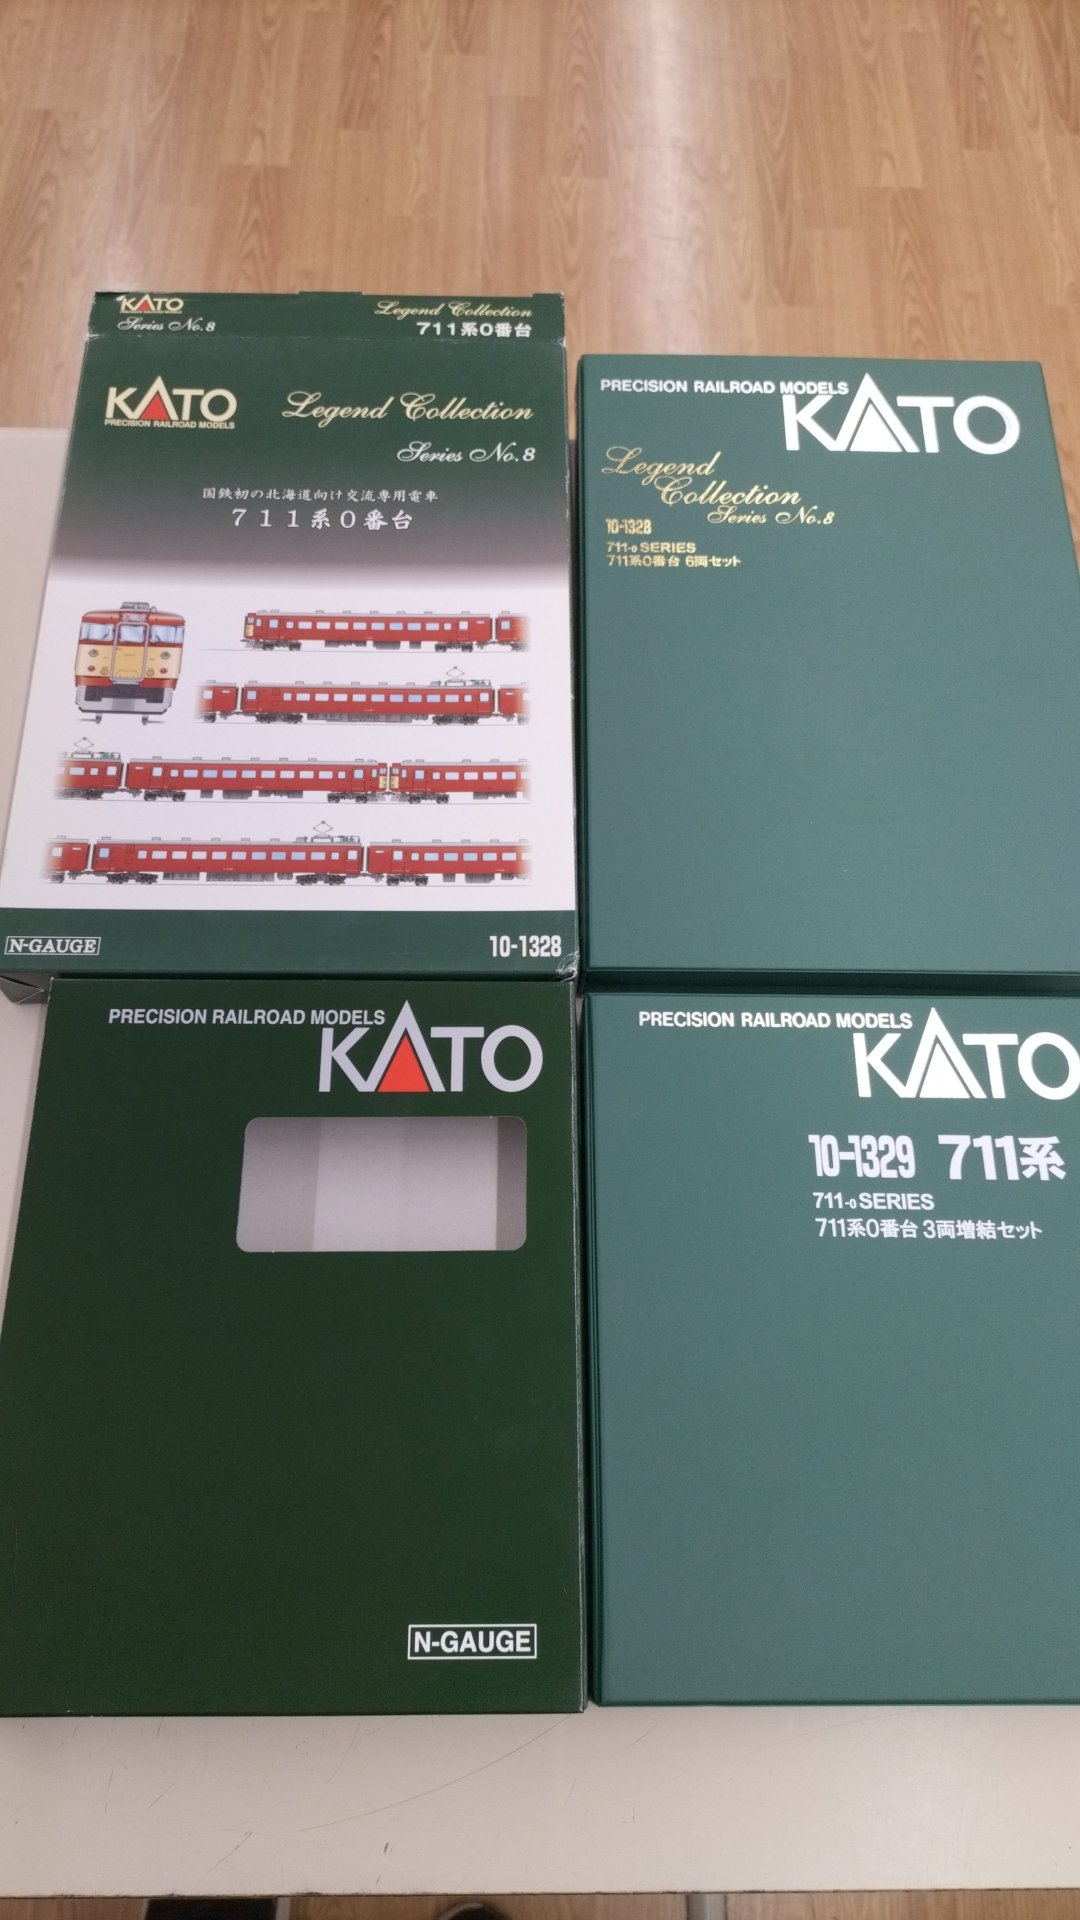 KATO
Series No.8
Legend Collection
711系0番台
KATO
PRECISION RAILROAD MODELS
Legend Collection
Series No.8
国鉄初の北海道向け交流専用電車
711系0番台
N-GAUGE
10-1328
PRECISION RAILROAD MODELS
KATO
Legend
Collection
Series No.8
10-1328
711-0 SERIES
711系0番台 6両セット
PRECISION RAILROAD MODELS
KATO
N-GAUGE
PRECISION RAILROAD MODELS
KATO
10-1329 711系
711-0 SERIES
711系0番台 3両増結セット